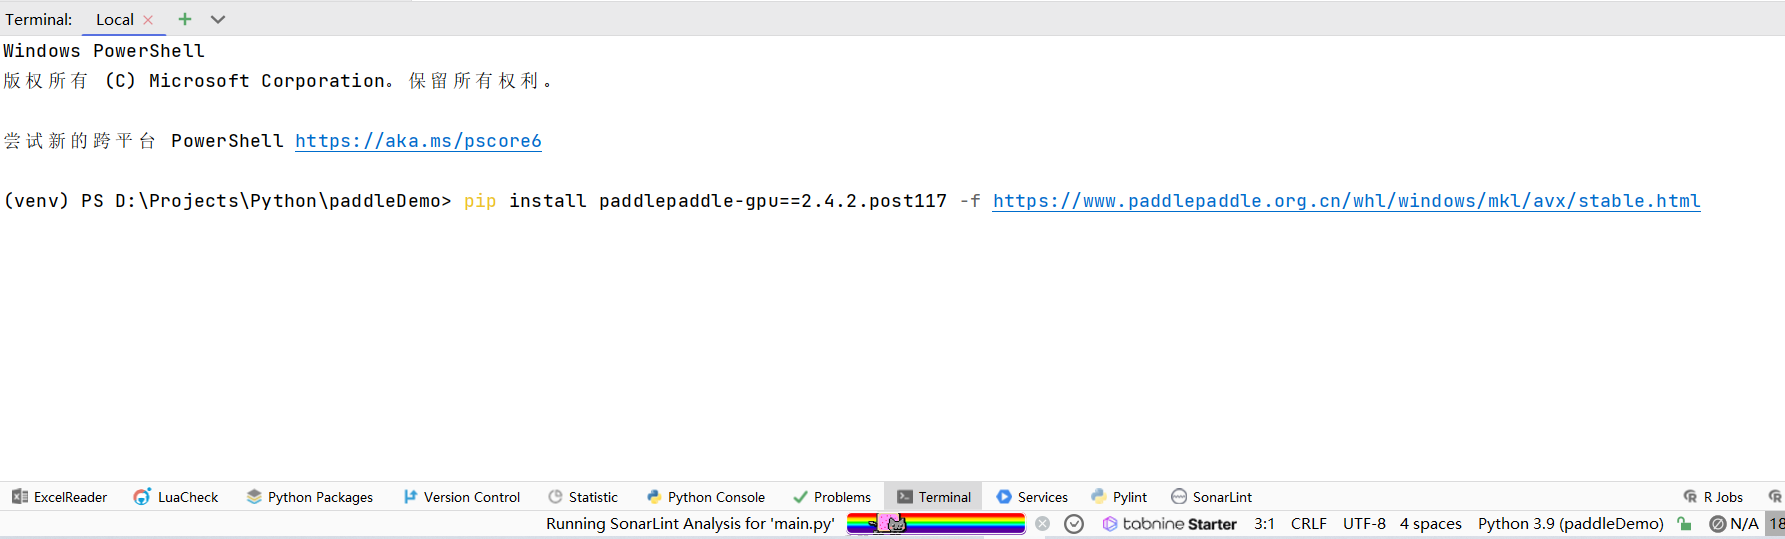 Terminal: Local
Windows PowerShell
版权所有 (C) Microsoft Corporation。保留所有权利。
尝试新的跨平台 PowerShell https://aka.ms/pscore6
(venv) PS D:\Projects\Python\paddleDemo> pip install paddlepaddle-gpu==2.4.2.post117 -f https://www.paddlepaddle.org.cn/whl/windows/mkl/avx/stable.html
ExcelReader LuaCheck Python Packages Version Control Statistic Python Console Problems Terminal Services Pylint SonarLint R Jobs
Running SonarLint Analysis for 'main.py' tabnine Starter 3:1 CRLF UTF-8 4 spaces Python 3.9 (paddleDemo) N/A 18